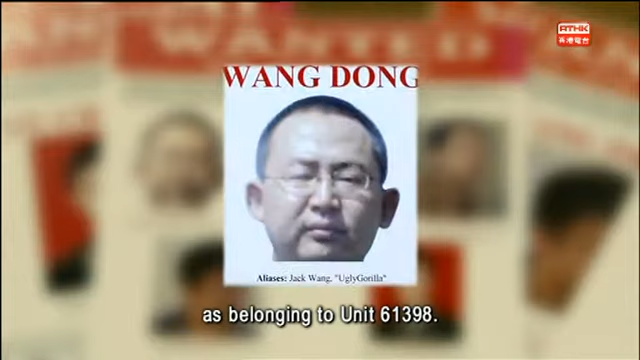 RTHK
香港電台
WANTED
WANG DONG
Aliases: Jack Wang, "UglyGorilla"
as belonging to Unit 61398.